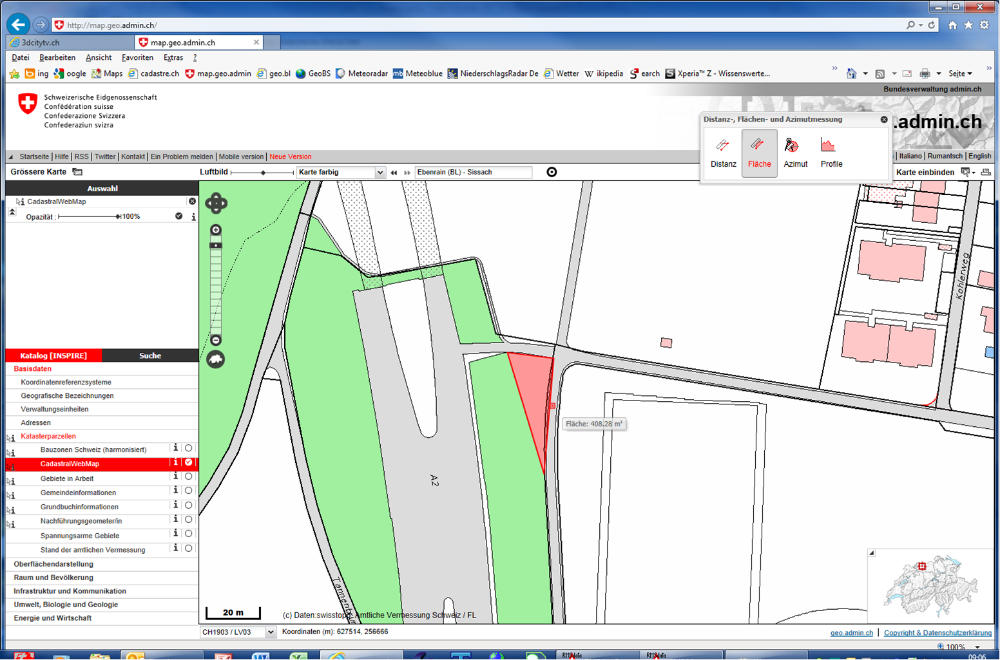 http://map.geo.admin.ch/
3dcitytv.ch
map.geo.admin.ch
Datei Bearbeiten Ansicht Favoriten Extras ?
ing oogle Maps cadastre.ch map.geo.admin geo.bl GeoBS Meteoradar mb Meteoblue NiederschlagsRadar De Wetter W ikipedia S earch S Xperia™ Z - Wissenswerte... Seite
Bundesverwaltung admin.ch
Schweizerische Eidgenossenschaft
Confédération suisse
Confederazione Svizzera
Confederaziun svizra
.admin.ch
Distanz-, Flächen- und Azimutmessung
Distanz Fläche Azimut Profile
Startseite | Hilfe | RSS | Twitter | Kontakt | Ein Problem melden | Mobile version | Neue Version
| Italiano | Rumantsch | English
Grössere Karte
Luftbild
Karte farbig
Ebenrain (BL) - Sissach
Karte einbinden
Auswahl
CadastralWebMap
Opazität : 100%
Katalog [INSPIRE] Suche
Basisdaten
Koordinatenreferenzsysteme
Geografische Bezeichnungen
Verwaltungseinheiten
Adressen
Katasterparzellen
Bauzonen Schweiz (harmonisiert)
CadastralWebMap
Gebiete in Arbeit
Gemeindeinformationen
Grundbuchinformationen
Nachführungsgeometer/in
Spannungsarme Gebiete
Stand der amtlichen Vermessung
Oberflächendarstellung
Raum und Bevölkerung
Infrastruktur und Kommunikation
Umwelt, Biologie und Geologie
Energie und Wirtschaft
Kohlerweg
Fläche: 408.28 m²
A2
20 m
(c) Daten:swisstopo, Amtliche Vermessung Schweiz / FL
CH1903 / LV03
Koordinaten (m): 627514, 256666
geo.admin.ch | Copyright & Datenschutzerklärung
100%
RMSdata
RMSdata
09:06